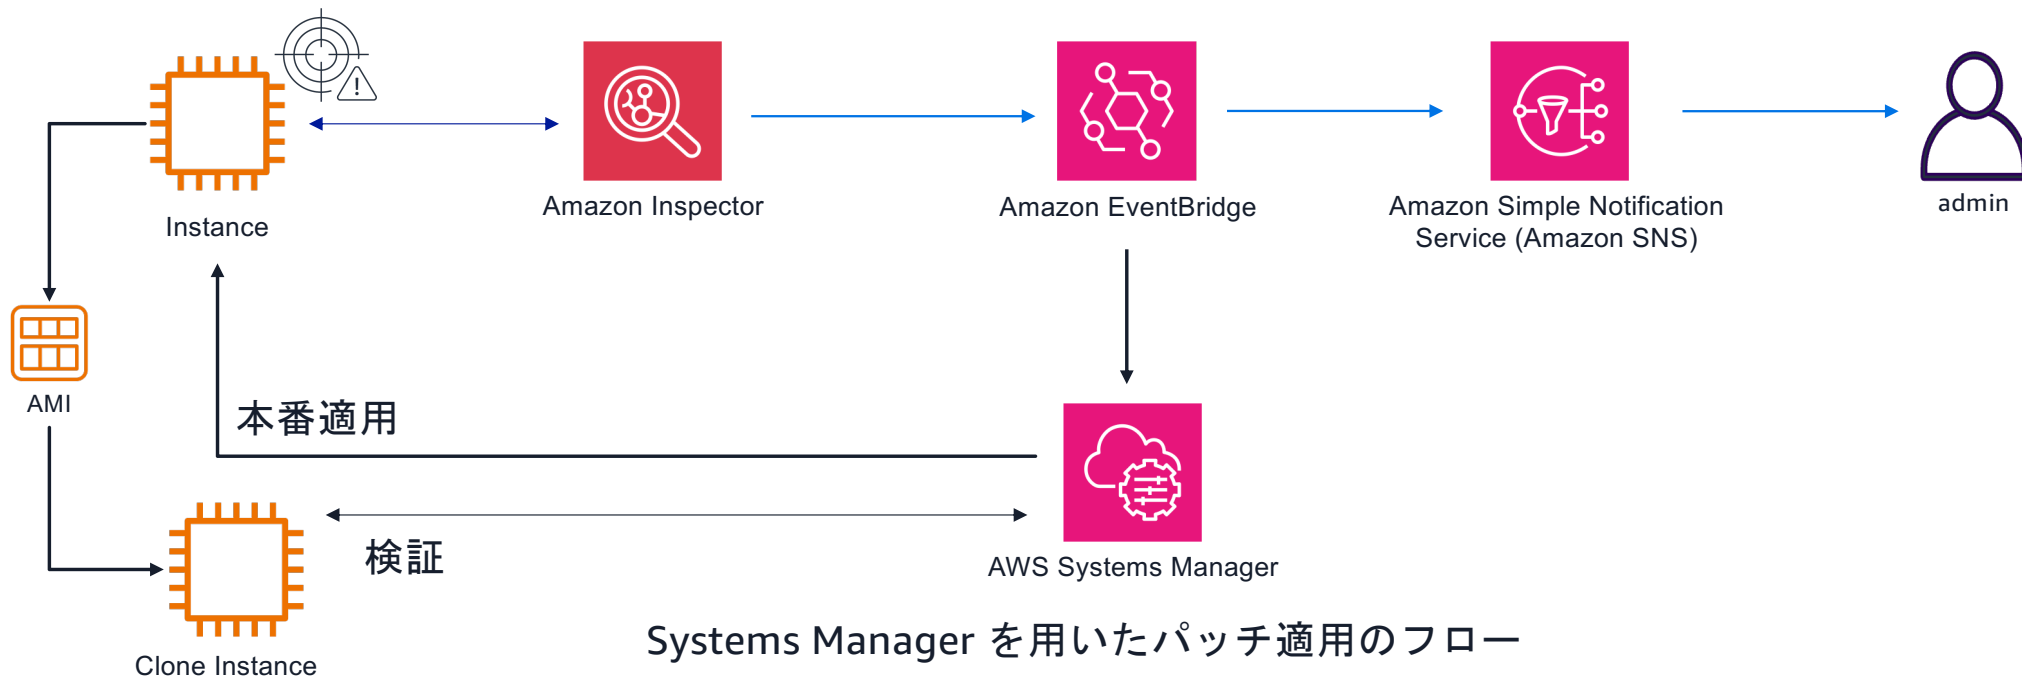 Instance
Amazon Inspector
Amazon EventBridge
Amazon Simple Notification
Service (Amazon SNS)
admin
AMI
本番適用
検証
AWS Systems Manager
Clone Instance
Systems Manager を用いたパッチ適用のフロー